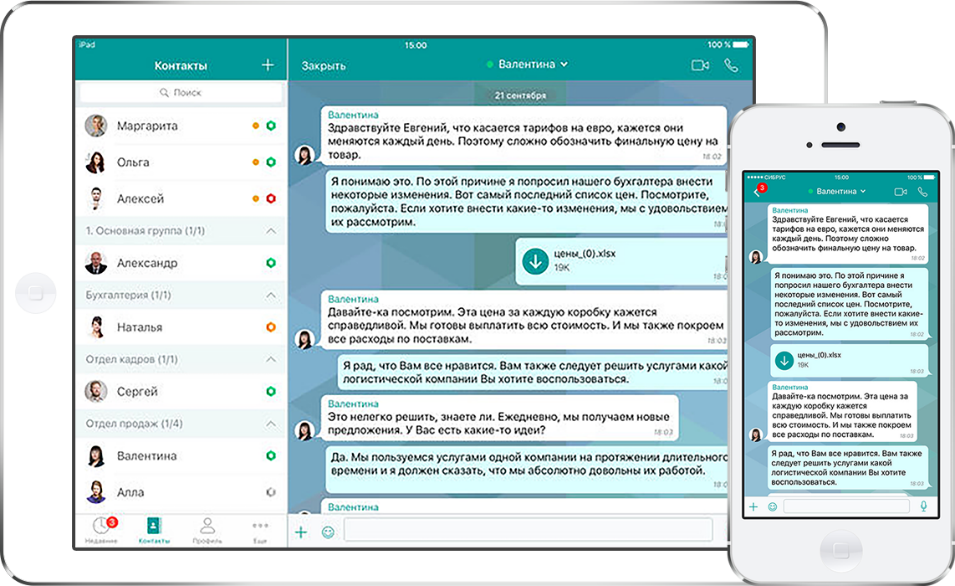 iPad
15:00
100 %
Контакты
Поиск
Маргарита
Ольга
Алексей
1. Основная группа (1/1)
Александр
Бухгалтерия (1/1)
Наталья
Отдел кадров (1/1)
Сергей
Отдел продаж (1/4)
Валентина
Алла
3
Недавние
Контакты
Профиль
Еще
Закрыть
Валентина
21 сентября
Валентина
Здравствуйте Евгений, что касается тарифов на евро, кажется они
меняются каждый день. Поэтому сложно обозначить финальную цену на
товар.
18:02
Я понимаю это. По этой причине я попросил нашего бухгалтера внести
некоторые изменения. Вот самый последний список цен. Посмотрите,
пожалуйста. Если хотите внести какие-то изменения, мы с удовольствием
их рассмотрим.
цены_(0).xlsx
19K
Валентина
Давайте-ка посмотрим. Эта цена за каждую коробку кажется
справедливой. Мы готовы выплатить всю стоимость. И мы также покроем
все расходы по поставкам.
18:03
Я рад, что Вам все нравится. Вам также следует решить услугами какой
логистической компании Вы хотите воспользоваться.
Валентина
Это нелегко решить, знаете ли. Ежедневно, мы получаем новые
предложения. У Вас есть какие-то идеи?
18:03
Да. Мы пользуемся услугами одной компании на протяжении длительного
времени и я должен сказать, что мы абсолютно довольны их работой.
Валентина
СИБРУС
15:00
100 %
3
Валентина
Валентина
Здравствуйте Евгений, что касается
тарифов на евро, кажется они меняются
каждый день. Поэтому сложно
обозначить финальную цену на товар.
18:02
Я понимаю это. По этой причине я
попросил нашего бухгалтера внести
некоторые изменения. Вот самый
последний список цен. Посмотрите,
пожалуйста. Если хотите внести какие-
то изменения, мы с удовольствием их
рассмотрим.
18:02
цены_(0).xlsx
19K
Валентина
Давайте-ка посмотрим. Эта цена за
каждую коробку кажется
справедливой. Мы готовы выплатить
всю стоимость. И мы также покроем
все расходы по поставкам.
18:03
Я рад, что Вам все нравится. Вам также
следует решить услугами какой
логистической компании Вы хотите
воспользоваться.
18:03